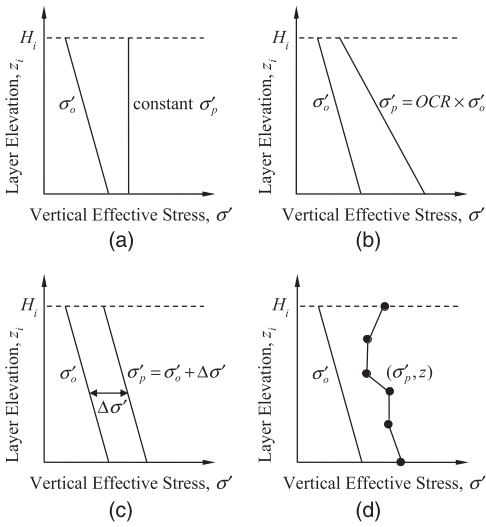 H_i
Layer Elevation, z_i
σ′_o
constant σ′_p
Vertical Effective Stress, σ′
(a)
H_i
Layer Elevation, z_i
σ′_o
σ′_p = OCR × σ′_o
Vertical Effective Stress, σ′
(b)
H_i
Layer Elevation, z_i
σ′_o
σ′_p = σ′_o + Δσ′
Δσ′
Vertical Effective Stress, σ′
(c)
H_i
Layer Elevation, z_i
σ′_o
(σ′_p, z)
Vertical Effective Stress, σ′
(d)